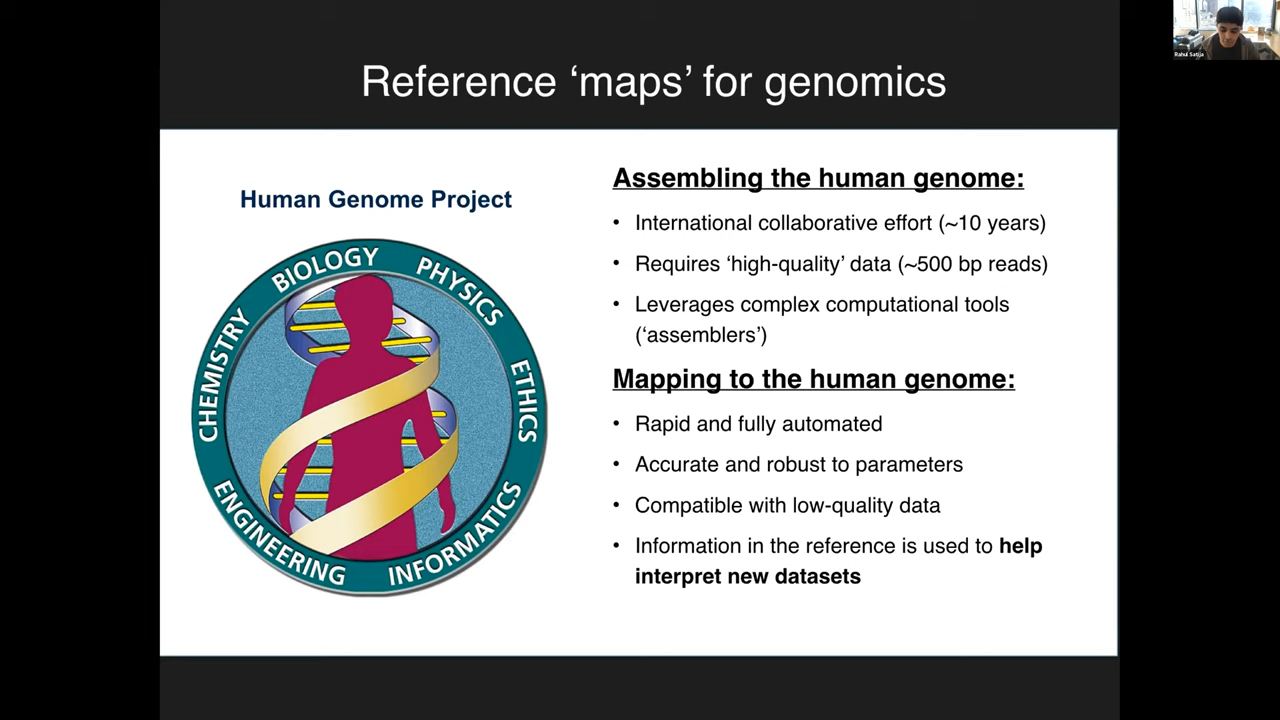 Reference ‘maps’ for genomics
Rahul Satija
Human Genome Project
BIOLOGY PHYSICS
CHEMISTRY
ETHICS
ENGINEERING
INFORMATICS
Assembling the human genome:
• International collaborative effort (~10 years)
• Requires ‘high-quality’ data (~500 bp reads)
• Leverages complex computational tools
(‘assemblers’)
Mapping to the human genome:
• Rapid and fully automated
• Accurate and robust to parameters
• Compatible with low-quality data
• Information in the reference is used to help
interpret new datasets